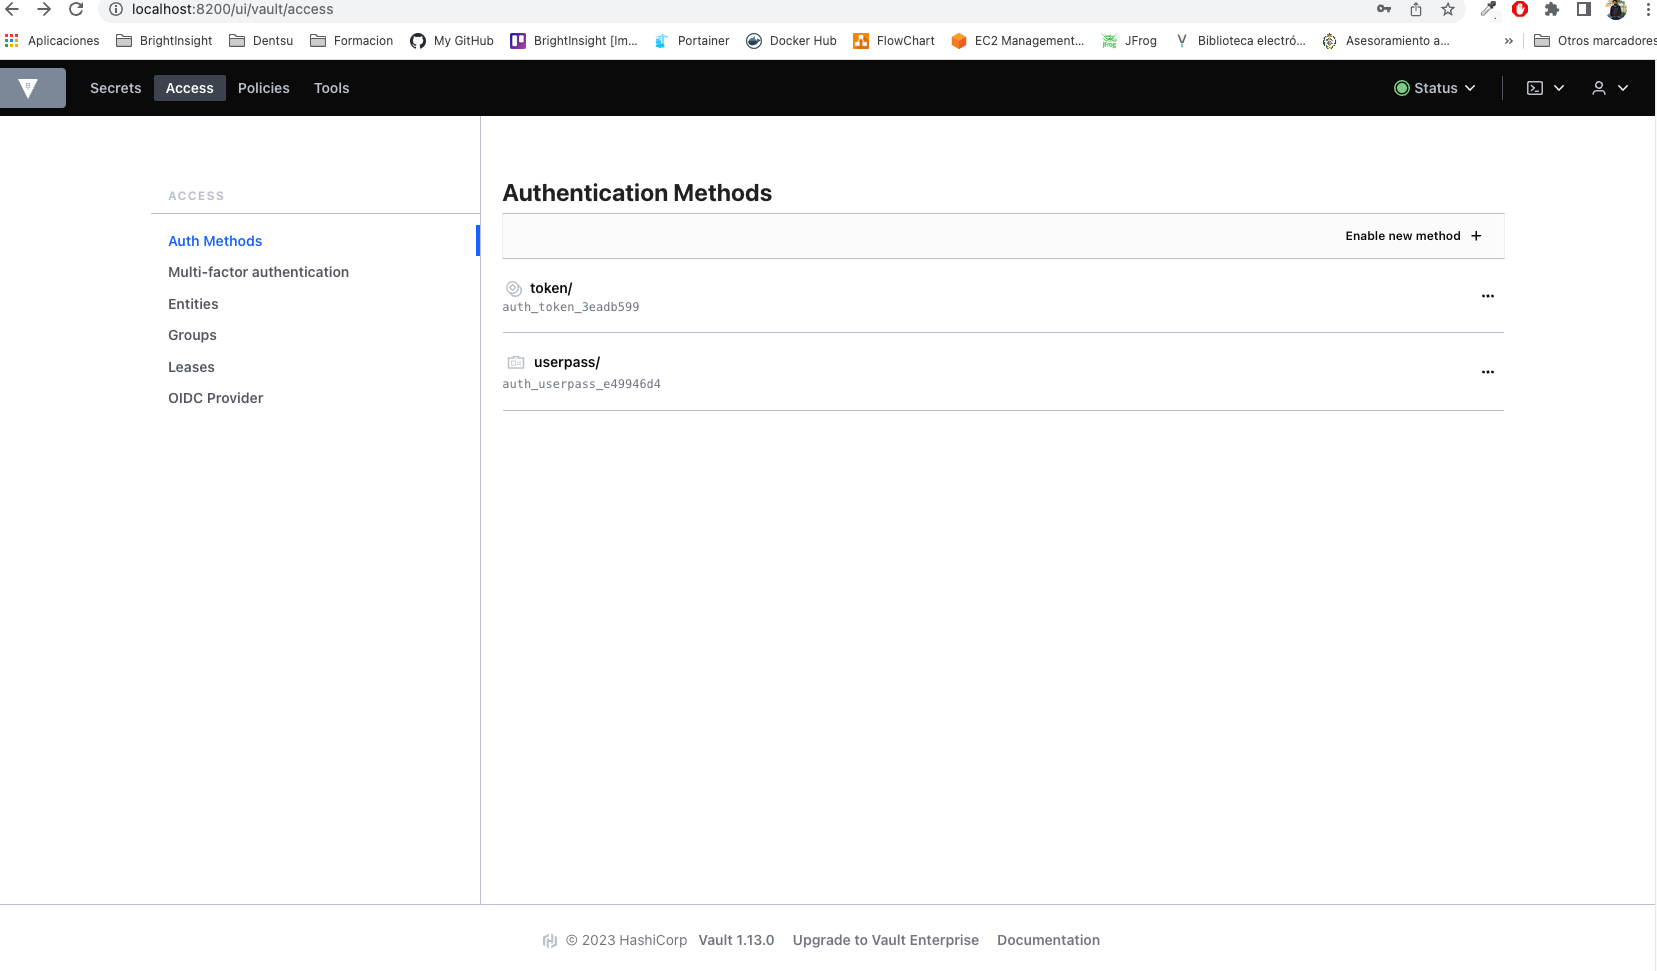 localhost:8200/ui/vault/access
Aplicaciones BrightInsight Dentsu Formacion My GitHub BrightInsight [Im... Portainer Docker Hub FlowChart EC2 Management... JFrog Biblioteca electró... Asesoramiento a... » Otros marcadores
Secrets Access Policies Tools Status
ACCESS
Auth Methods
Multi-factor authentication
Entities
Groups
Leases
OIDC Provider
Authentication Methods
Enable new method +
token/
auth_token_3eadb599
userpass/
auth_userpass_e49946d4
© 2023 HashiCorp Vault 1.13.0 Upgrade to Vault Enterprise Documentation